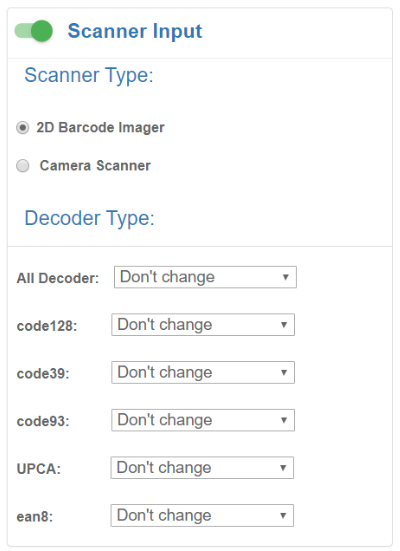 Scanner Input
Scanner Type:
2D Barcode Imager
Camera Scanner
Decoder Type:
All Decoder: Don't change
code128: Don't change
code39: Don't change
code93: Don't change
UPCA: Don't change
ean8: Don't change